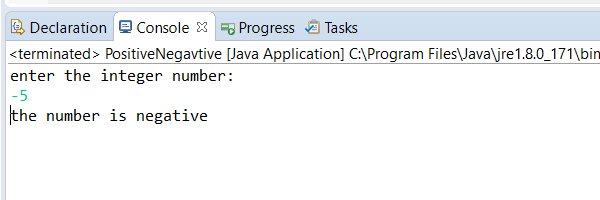 Declaration Console Progress Tasks
<terminated> PositiveNegavtive [Java Application] C:\Program Files\Java\jre1.8.0_171\bin
enter the integer number:
-5
the number is negative